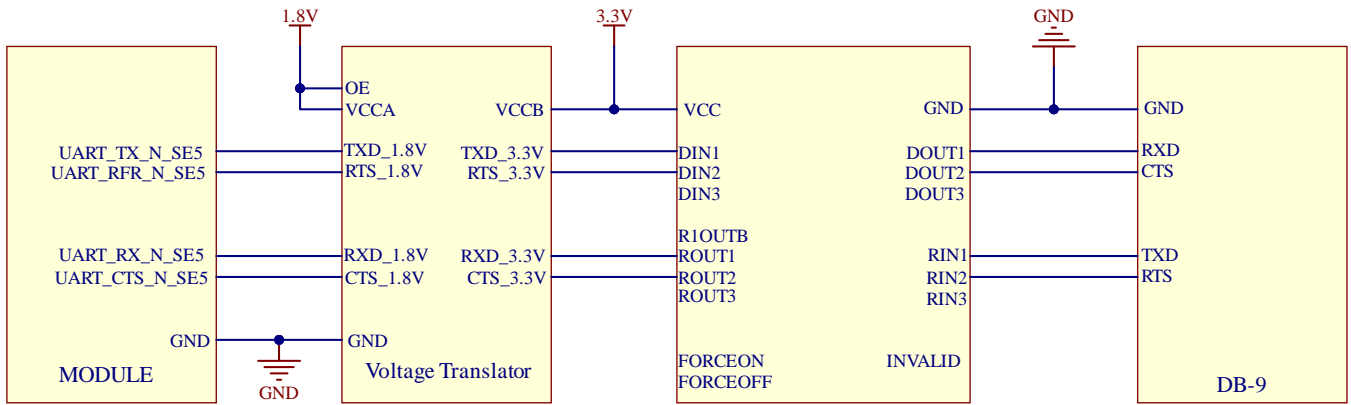 1.8V
3.3V
GND
OE
VCCA
VCCB
VCC
GND
GND
UART_TX_N_SE5
TXD_1.8V
TXD_3.3V
DIN1
DOUT1
RXD
UART_RFR_N_SE5
RTS_1.8V
RTS_3.3V
DIN2
DOUT2
CTS
DIN3
DOUT3
R1OUTB
UART_RX_N_SE5
RXD_1.8V
RXD_3.3V
ROUT1
RIN1
TXD
UART_CTS_N_SE5
CTS_1.8V
CTS_3.3V
ROUT2
RIN2
RTS
ROUT3
RIN3
GND
GND
FORCEON
INVALID
MODULE
Voltage Translator
FORCEOFF
DB-9
GND